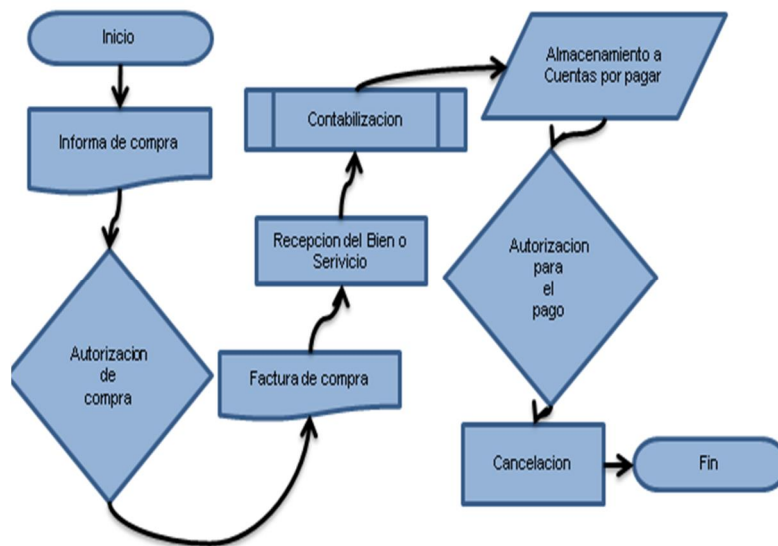 Inicio
Informa de compra
Autorizacion
de
compra
Factura de compra
Recepcion del Bien o
Serivicio
Contabilizacion
Almacenamiento a
Cuentas por pagar
Autorizacion
para
el
pago
Cancelacion
Fin